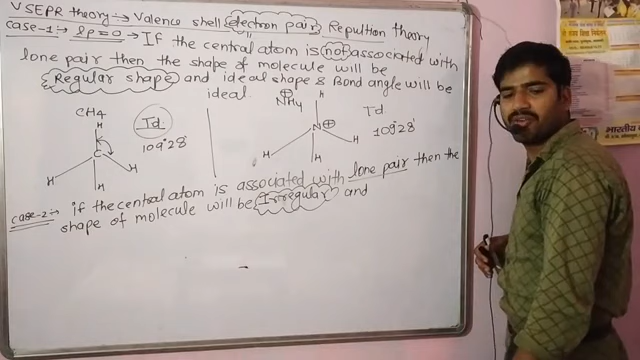 VSEPR theory:→ Valence shell electron pair Repultion theory
case-1→ lp=0 → If the central atom is not associated with
lone pair then the shape of molecule will be
Regular shape and ideal shape & Bond angle will be
ideal
CH4
Td
109°28'
H
C
H
H
H
⊕
NH4
Td
109°28'
H
N⊕
H
H
H
case-2:→ if the central atom is associated with lone pair then the
shape of molecule will be Irregular and
भारतीय